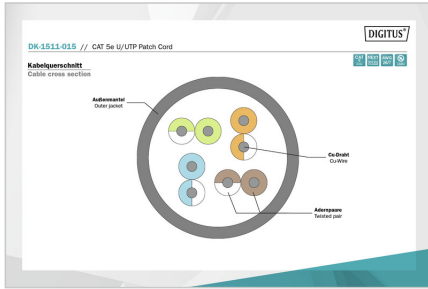 DIGITUS®
DK-1511-015 // CAT 5e U/UTP Patch Cord
Kabelquerschnitt
Cable cross section
Außenmantel
Outer jacket
Cu-Draht
Cu-Wire
Adernpaare
Twisted pair